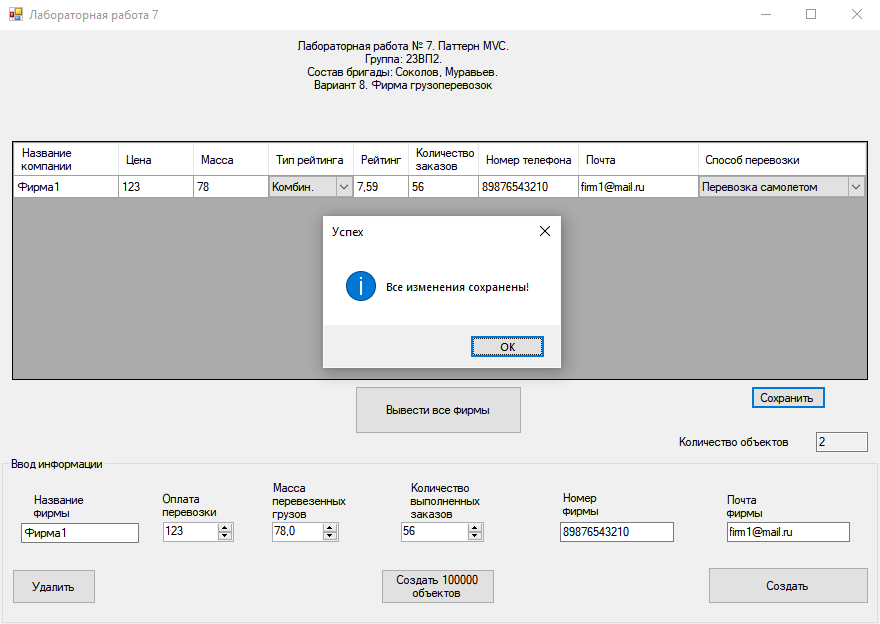 Лабораторная работа 7
Лабораторная работа № 7. Паттерн MVC.
Группа: 23ВП2.
Состав бригады: Соколов, Муравьев.
Вариант 8. Фирма грузоперевозок
Название
компании
Цена
Масса
Тип рейтинга
Рейтинг
Количество
заказов
Номер телефона
Почта
Способ перевозки
Фирма1
123
78
Комбин.
7,59
56
89876543210
firm1@mail.ru
Перевозка самолетом
Успех
Все изменения сохранены!
OK
Вывести все фирмы
Сохранить
Количество объектов
2
Ввод информации
Название
фирмы
Оплата
перевозки
Масса
перевезенных
грузов
Количество
выполненных
заказов
Номер
фирмы
Почта
фирмы
Фирма1
123
78,0
56
89876543210
firm1@mail.ru
Удалить
Создать 100000
объектов
Создать